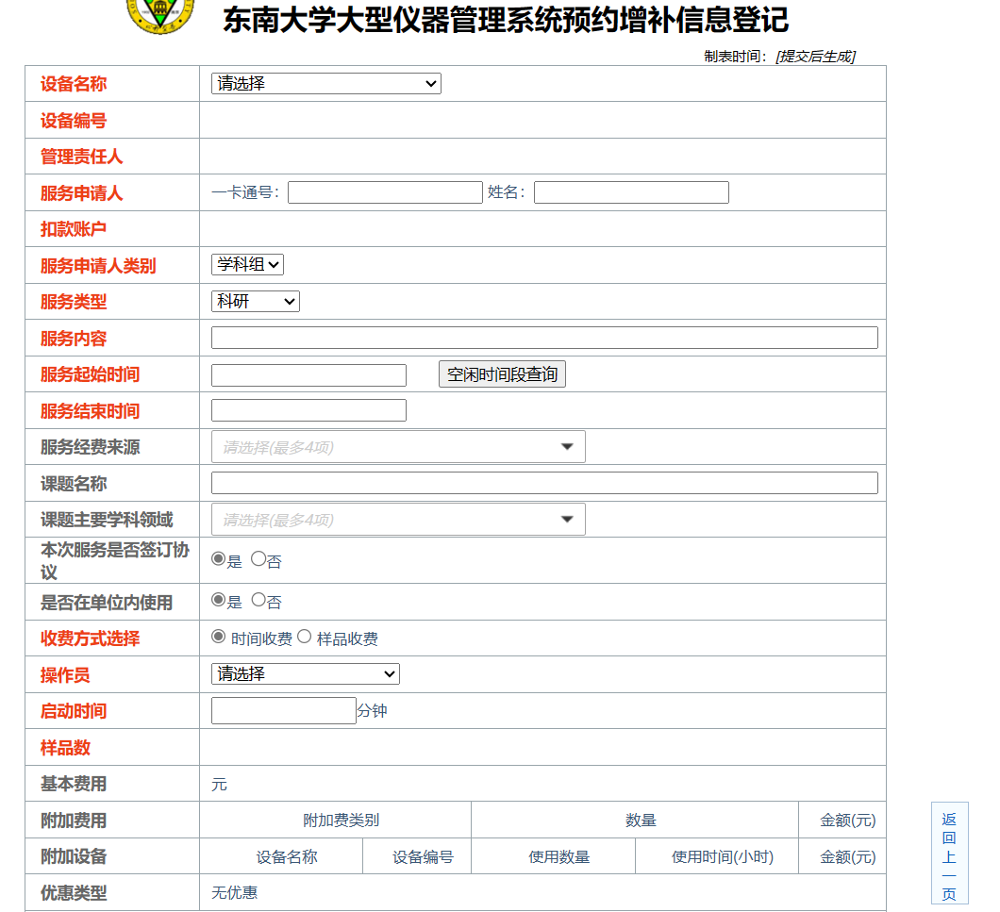 东南大学大型仪器管理系统预约增补信息登记
制表时间：[提交后生成]
设备名称 请选择
设备编号
管理责任人
服务申请人 一卡通号： 姓名：
扣款账户
服务申请人类别 学科组
服务类型 科研
服务内容
服务起始时间 空闲时间段查询
服务结束时间
服务经费来源 请选择(最多4项)
课题名称
课题主要学科领域 请选择(最多4项)
本次服务是否签订协
议 是 否
是否在单位内使用 是 否
收费方式选择 时间收费 样品收费
操作员 请选择
启动时间 分钟
样品数
基本费用 元
附加费用 附加费类别 数量 金额(元)
附加设备 设备名称 设备编号 使用数量 使用时间(小时) 金额(元)
优惠类型 无优惠
返
回
上
一
页